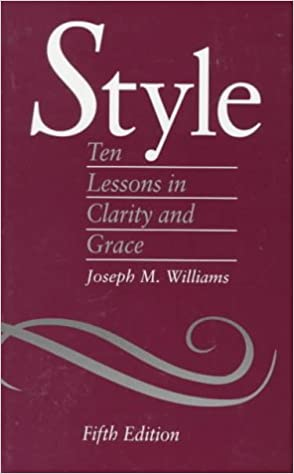 Style
Ten
Lessons in
Clarity and
Grace
Joseph M. Williams
Fifth Edition